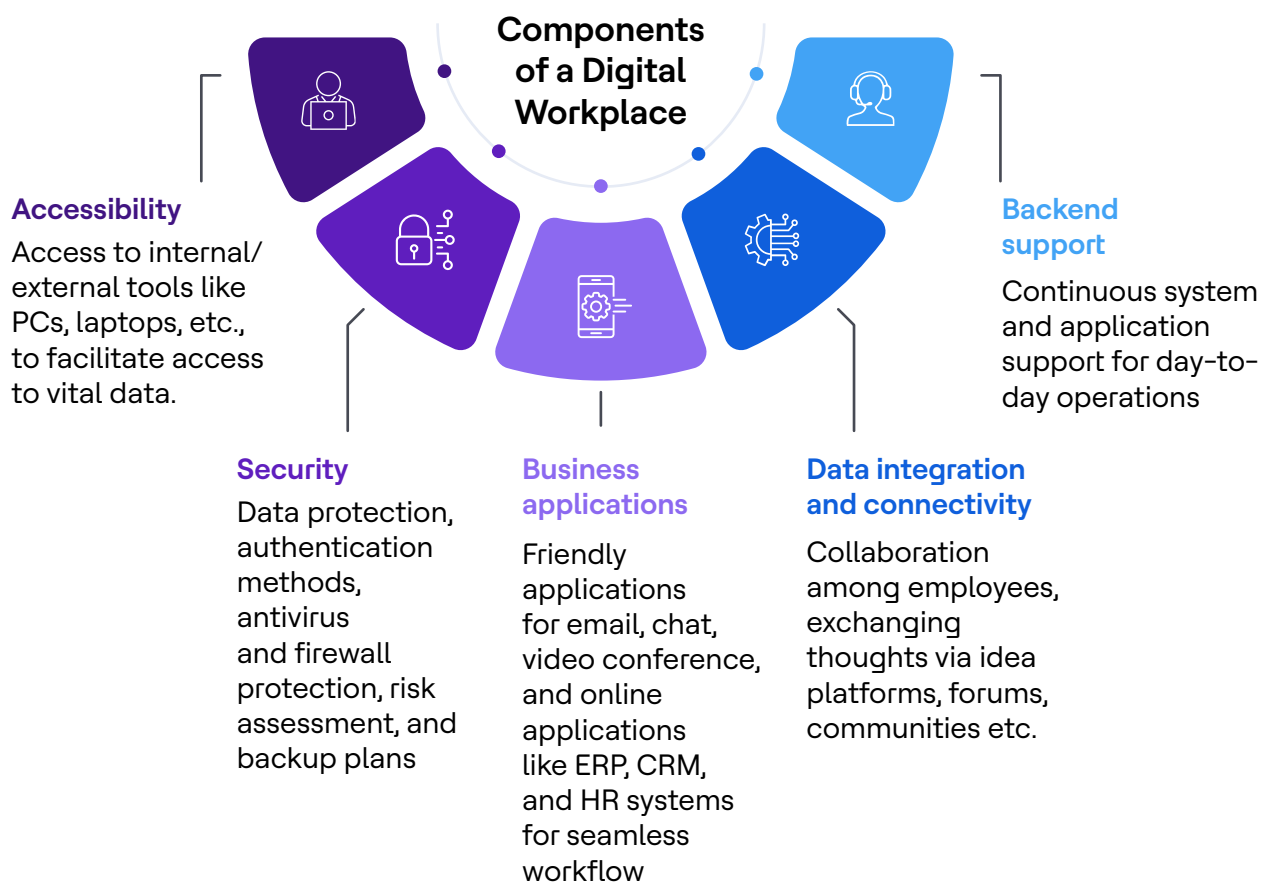 Components
of a Digital
Workplace
Accessibility
Access to internal/
external tools like
PCs, laptops, etc.,
to facilitate access
to vital data.
Security
Data protection,
authentication
methods,
antivirus
and firewall
protection, risk
assessment, and
backup plans
Business
applications
Friendly
applications
for email, chat,
video conference,
and online
applications
like ERP, CRM,
and HR systems
for seamless
workflow
Data integration
and connectivity
Collaboration
among employees,
exchanging
thoughts via idea
platforms, forums,
communities etc.
Backend
support
Continuous system
and application
support for day-to-
day operations